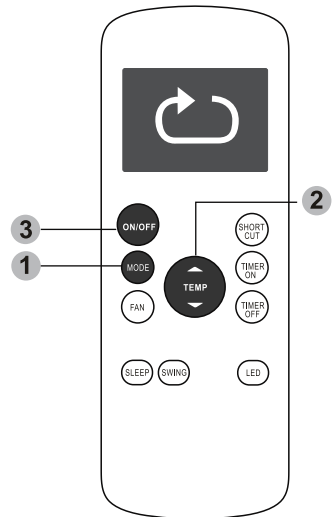 2
ON/OFF
3
SHORT
CUT
1
MODE
TEMP
TIMER
ON
FAN
TIMER
OFF
SLEEP
SWING
LED